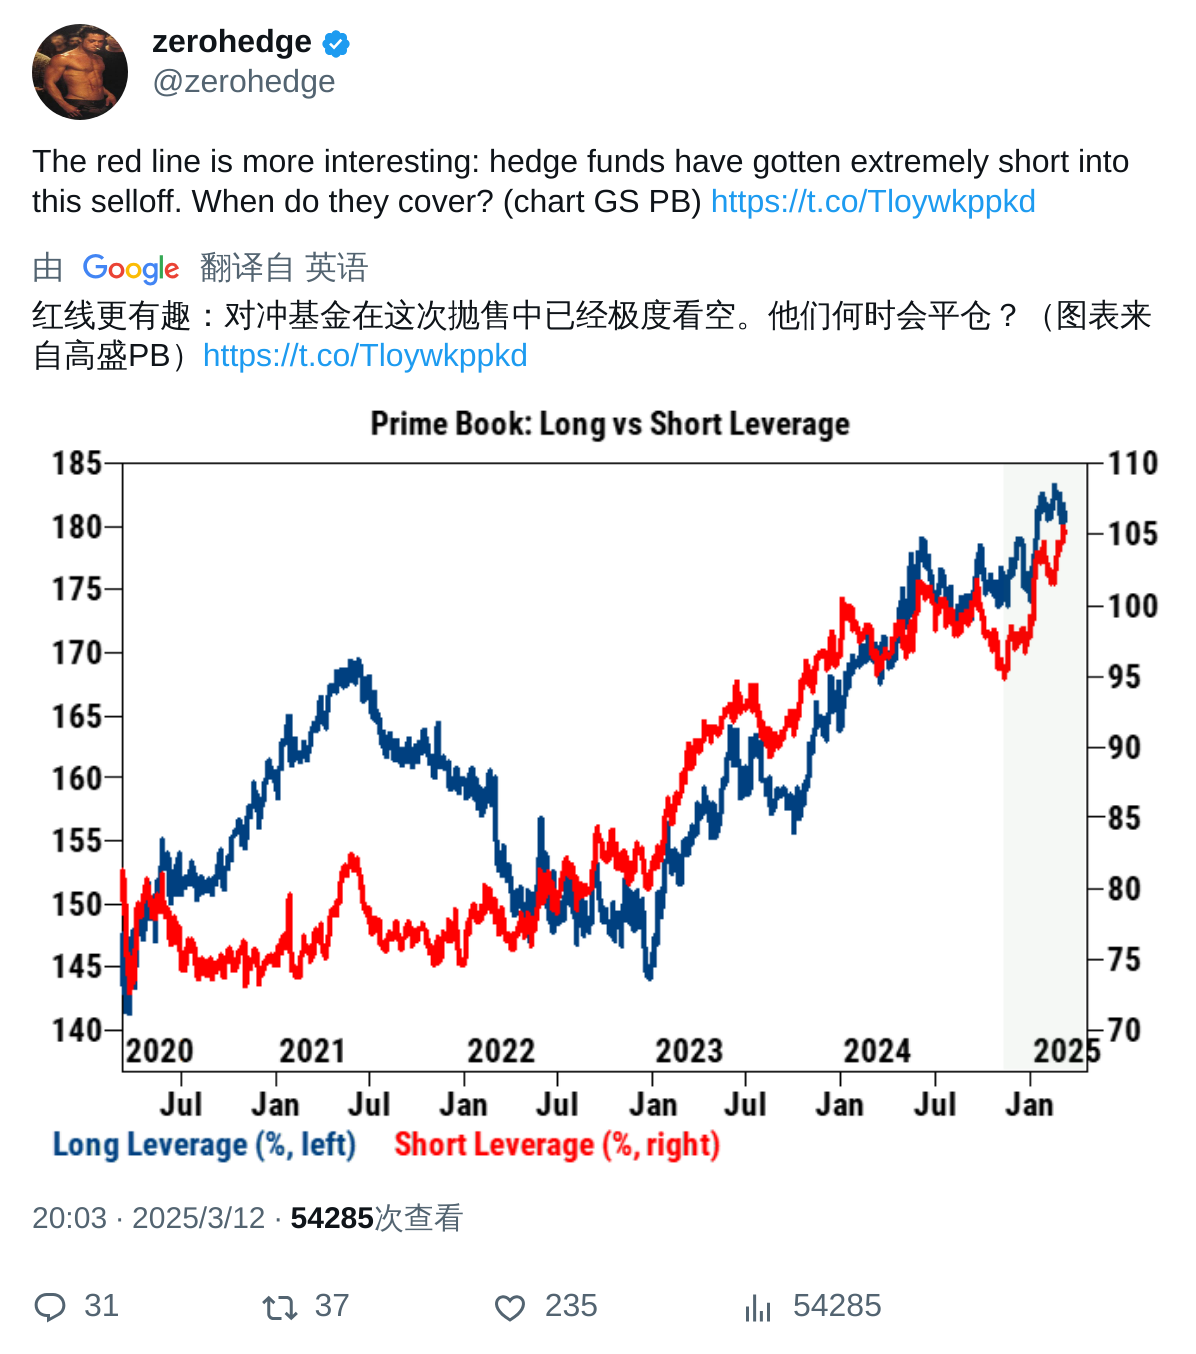 zerohedge
@zerohedge
The red line is more interesting: hedge funds have gotten extremely short into
this selloff. When do they cover? (chart GS PB) https://t.co/Tloywkppkd
由 Google 翻译自 英语
红线更有趣：对冲基金在这次抛售中已经极度看空。他们何时会平仓？（图表来
自高盛PB）https://t.co/Tloywkppkd
Prime Book: Long vs Short Leverage
185
180
175
170
165
160
155
150
145
140
110
105
100
95
90
85
80
75
70
2020 2021 2022 2023 2024 2025
Jul Jan Jul Jan Jul Jan Jul Jan Jul Jan
Long Leverage (%, left) Short Leverage (%, right)
20:03 · 2025/3/12 · 54285次查看
31 37 235 54285